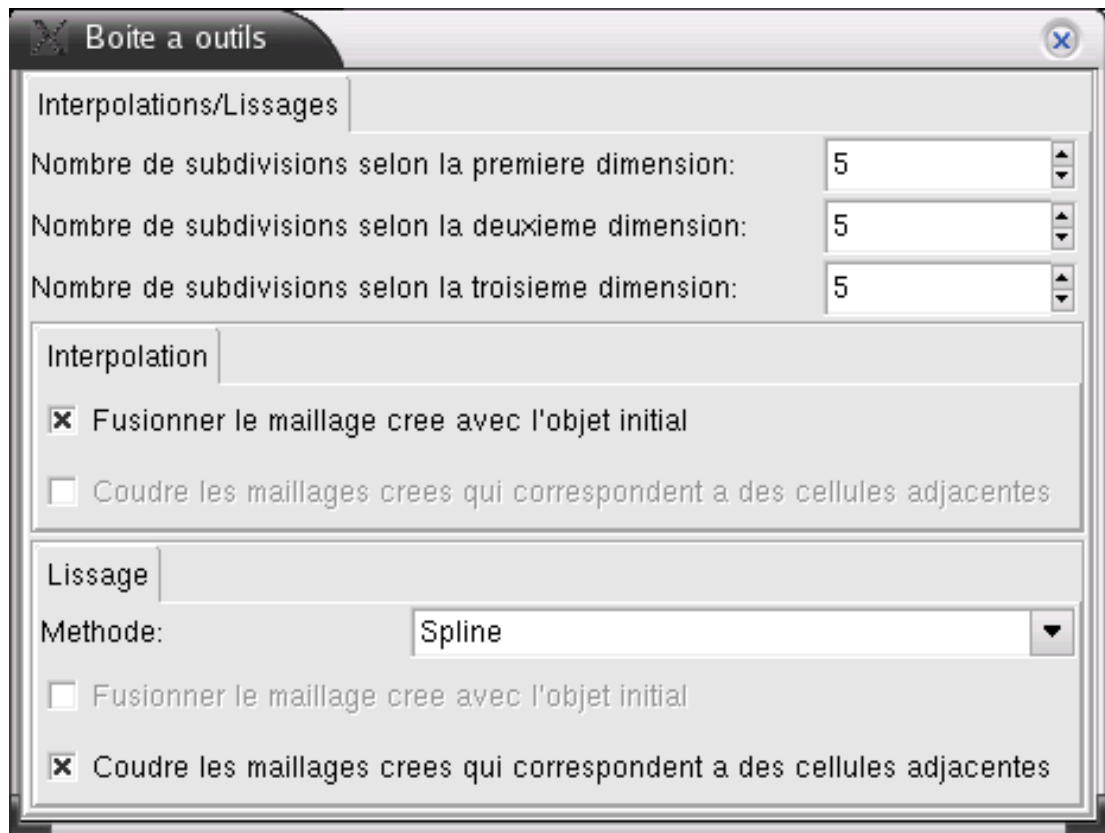 Boite a outils
Interpolations/Lissages
Nombre de subdivisions selon la premiere dimension: 5
Nombre de subdivisions selon la deuxieme dimension: 5
Nombre de subdivisions selon la troisieme dimension: 5
Interpolation
Fusionner le maillage cree avec l'objet initial
Coudre les maillages crees qui correspondent a des cellules adjacentes
Lissage
Methode: Spline
Fusionner le maillage cree avec l'objet initial
Coudre les maillages crees qui correspondent a des cellules adjacentes